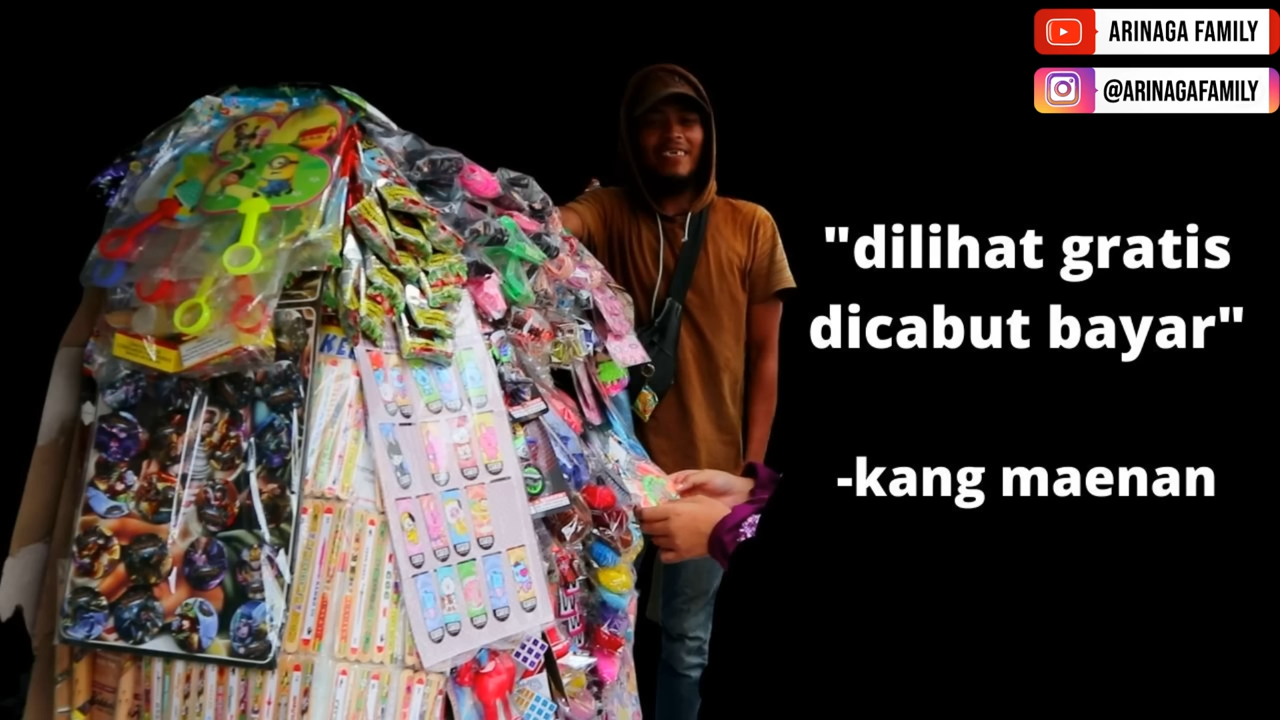 ARINAGA FAMILY
@ARINAGAFAMILY
"dilihat gratis
dicabut bayar"
-kang maenan